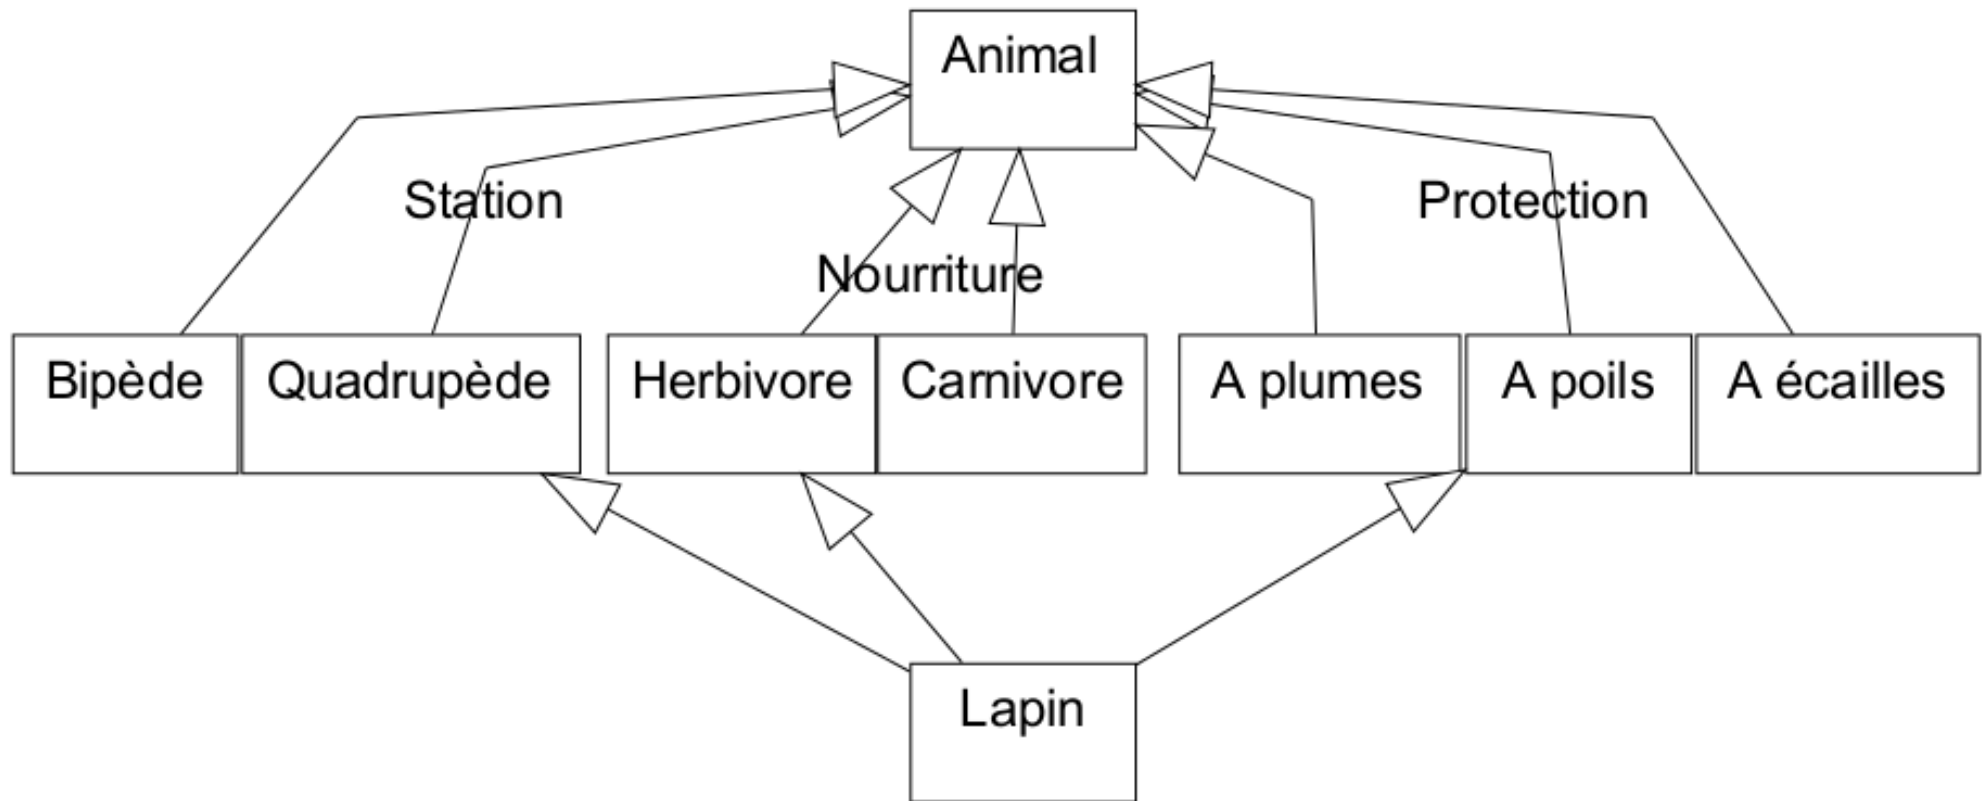 Animal
Station
Protection
Nourriture
Bipède
Quadrupède
Herbivore
Carnivore
A plumes
A poils
A écailles
Lapin